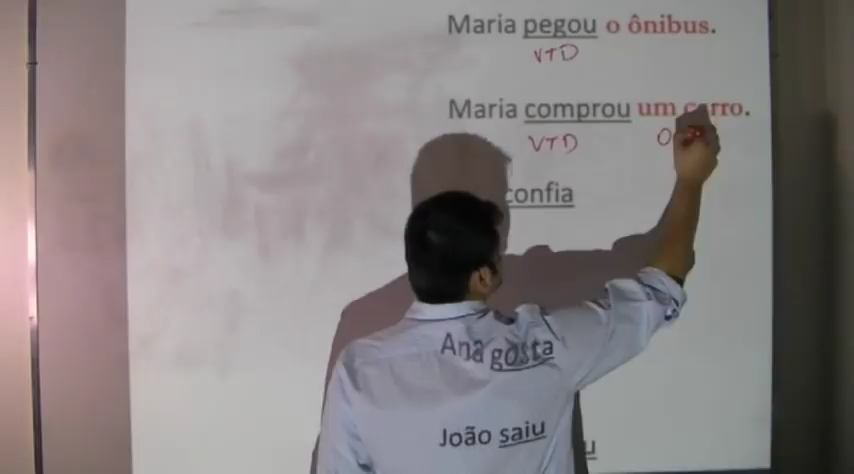 Maria pegou o ônibus.
VTD
Maria comprou um carro.
VTD O
confia
Ana gosta
João saiu